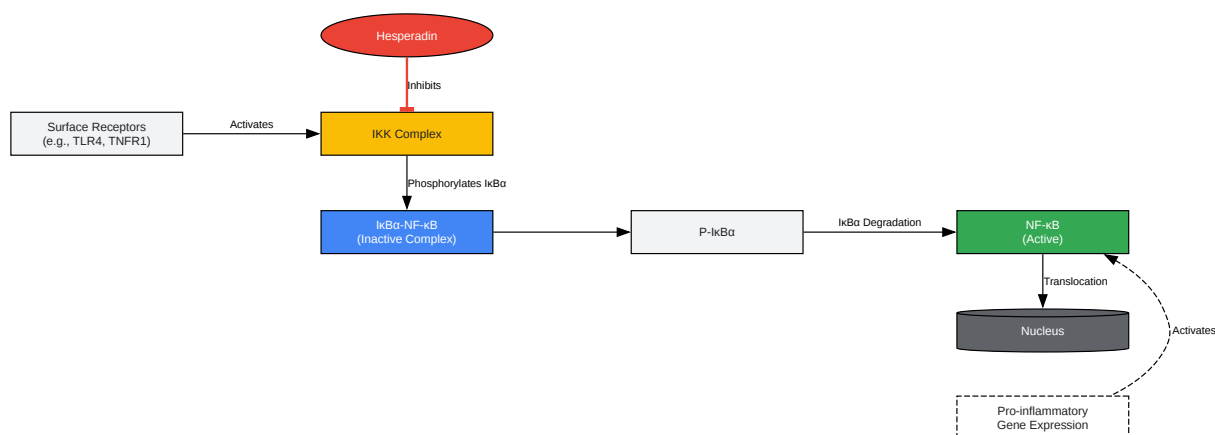 Hesperadin
Inhibits
Surface Receptors
(e.g., TLR4, TNFR1)
Activates
IKK Complex
Phosphorylates IκBα
IκBα-NF-κB
(Inactive Complex)
P-IκBα
IκBα Degradation
NF-κB
(Active)
Translocation
Nucleus
Activates
Pro-inflammatory
Gene Expression